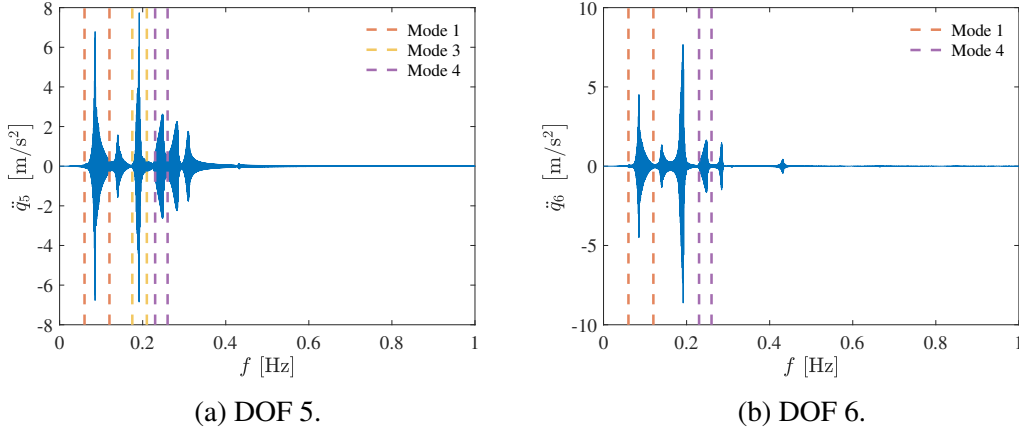 8
6
4
2
0
-2
-4
-6
-8
q̈₅ [m/s²]
0 0.2 0.4 0.6 0.8 1
f [Hz]
Mode 1
Mode 3
Mode 4
(a) DOF 5.
10
5
0
-5
-10
q̈₆ [m/s²]
0 0.2 0.4 0.6 0.8 1
f [Hz]
Mode 1
Mode 4
(b) DOF 6.